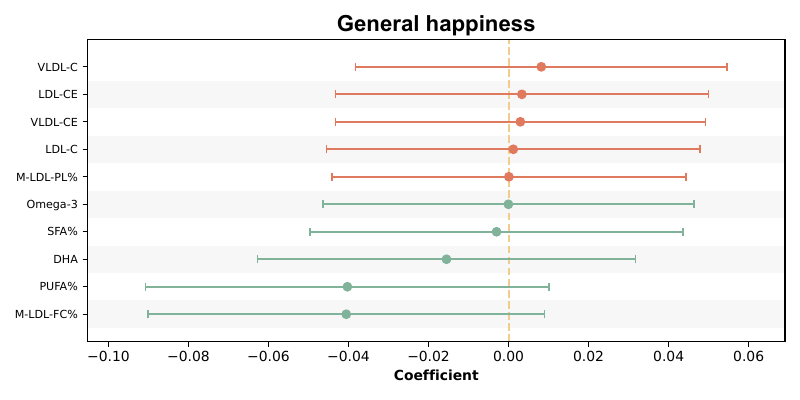 General happiness
VLDL-C
LDL-CE
VLDL-CE
LDL-C
M-LDL-PL%
Omega-3
SFA%
DHA
PUFA%
M-LDL-FC%
−0.10 −0.08 −0.06 −0.04 −0.02 0.00 0.02 0.04 0.06
Coefficient